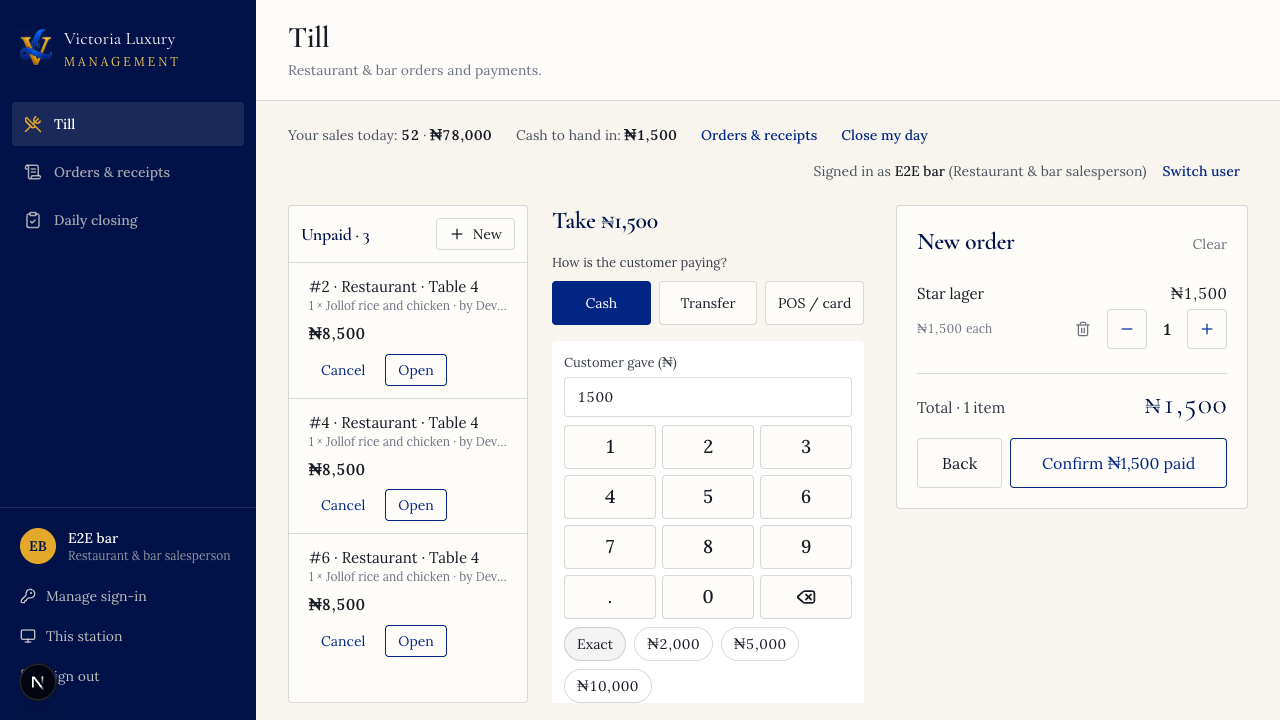 Victoria Luxury
MANAGEMENT
Till
Orders & receipts
Daily closing
EB
E2E bar
Restaurant & bar salesperson
Manage sign-in
This station
ign out
N
Till
Restaurant & bar orders and payments.
Your sales today: 52 · ₦78,000
Cash to hand in: ₦1,500
Orders & receipts
Close my day
Signed in as E2E bar (Restaurant & bar salesperson)
Switch user
Unpaid · 3
+ New
#2 · Restaurant · Table 4
1 × Jollof rice and chicken · by Dev...
₦8,500
Cancel
Open
#4 · Restaurant · Table 4
1 × Jollof rice and chicken · by Dev...
₦8,500
Cancel
Open
#6 · Restaurant · Table 4
1 × Jollof rice and chicken · by Dev...
₦8,500
Cancel
Open
Take ₦1,500
How is the customer paying?
Cash
Transfer
POS / card
Customer gave (₦)
1500
1 2 3
4 5 6
7 8 9
. 0
Exact
₦2,000
₦5,000
₦10,000
New order
Clear
Star lager
₦1,500
₦1,500 each
− 1 +
Total · 1 item
₦1,500
Back
Confirm ₦1,500 paid